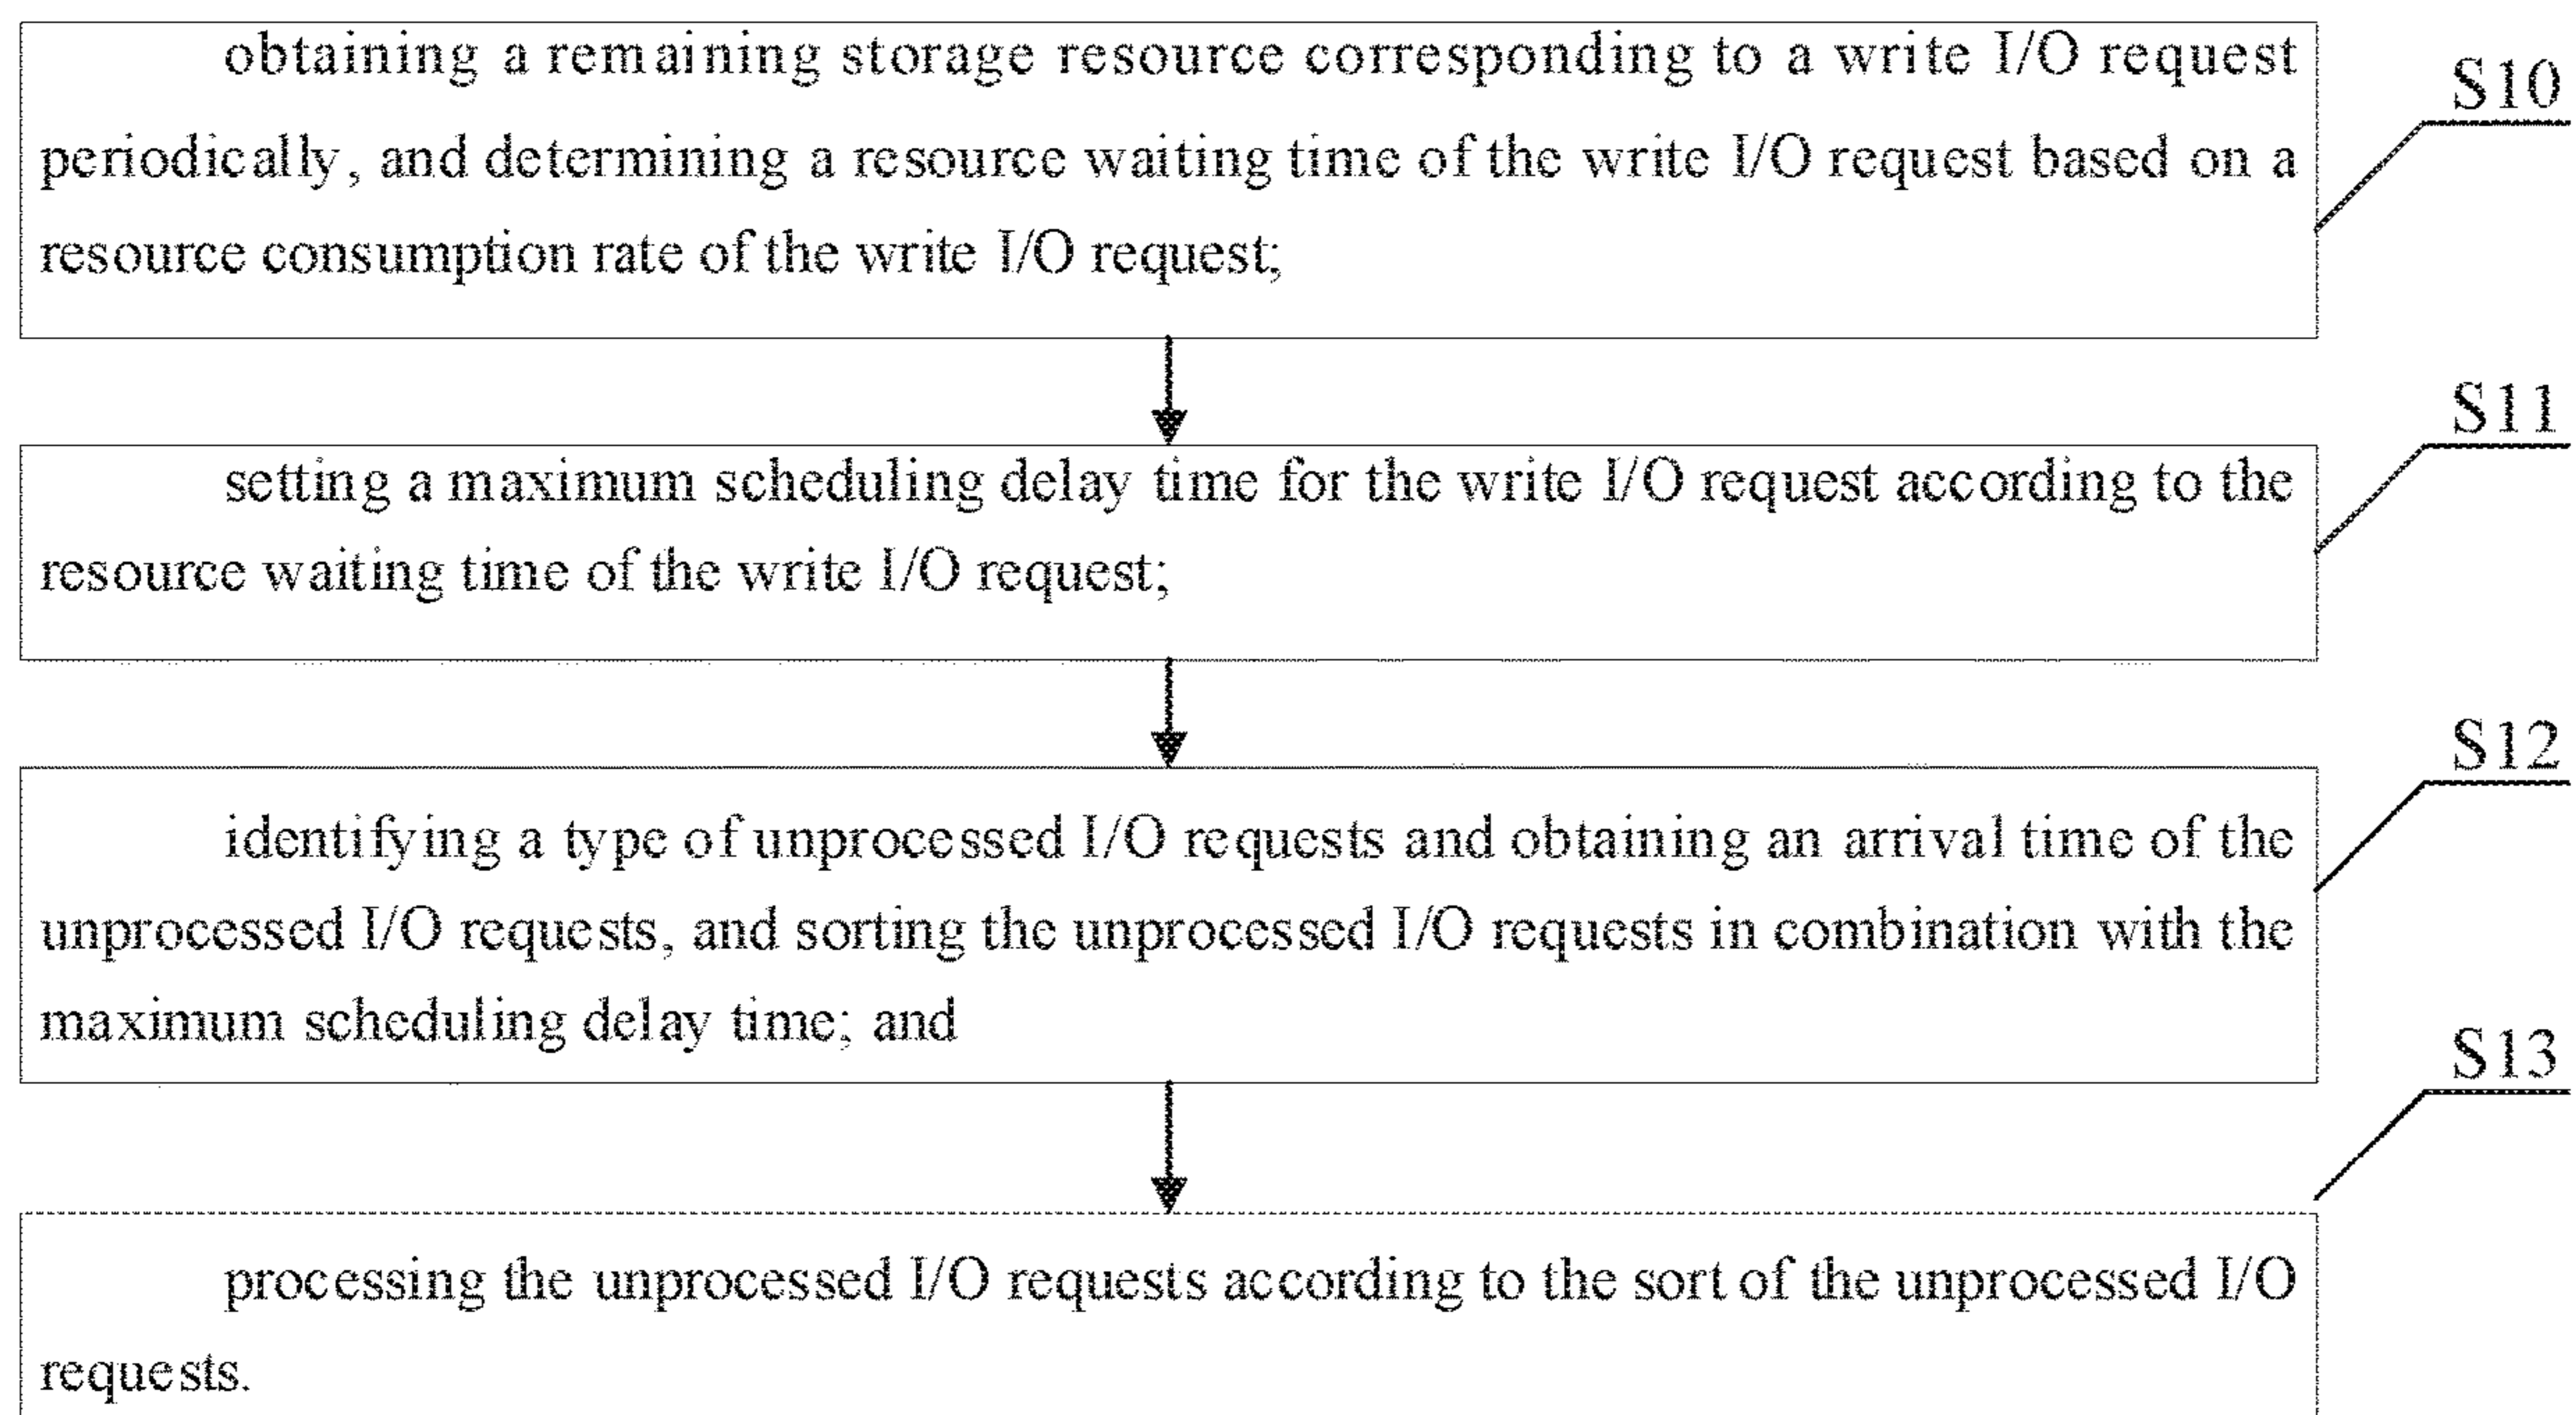 obtaining a remaining storage resource corresponding to a write I/O request
periodically, and determining a resource waiting time of the write I/O request based on a
resource consumption rate of the write I/O request;
S10
setting a maximum scheduling delay time for the write I/O request according to the
resource waiting time of the write I/O request;
S11
identifying a type of unprocessed I/O requests and obtaining an arrival time of the
unprocessed I/O requests, and sorting the unprocessed I/O requests in combination with the
maximum scheduling delay time; and
S12
processing the unprocessed I/O requests according to the sort of the unprocessed I/O
requests.
S13